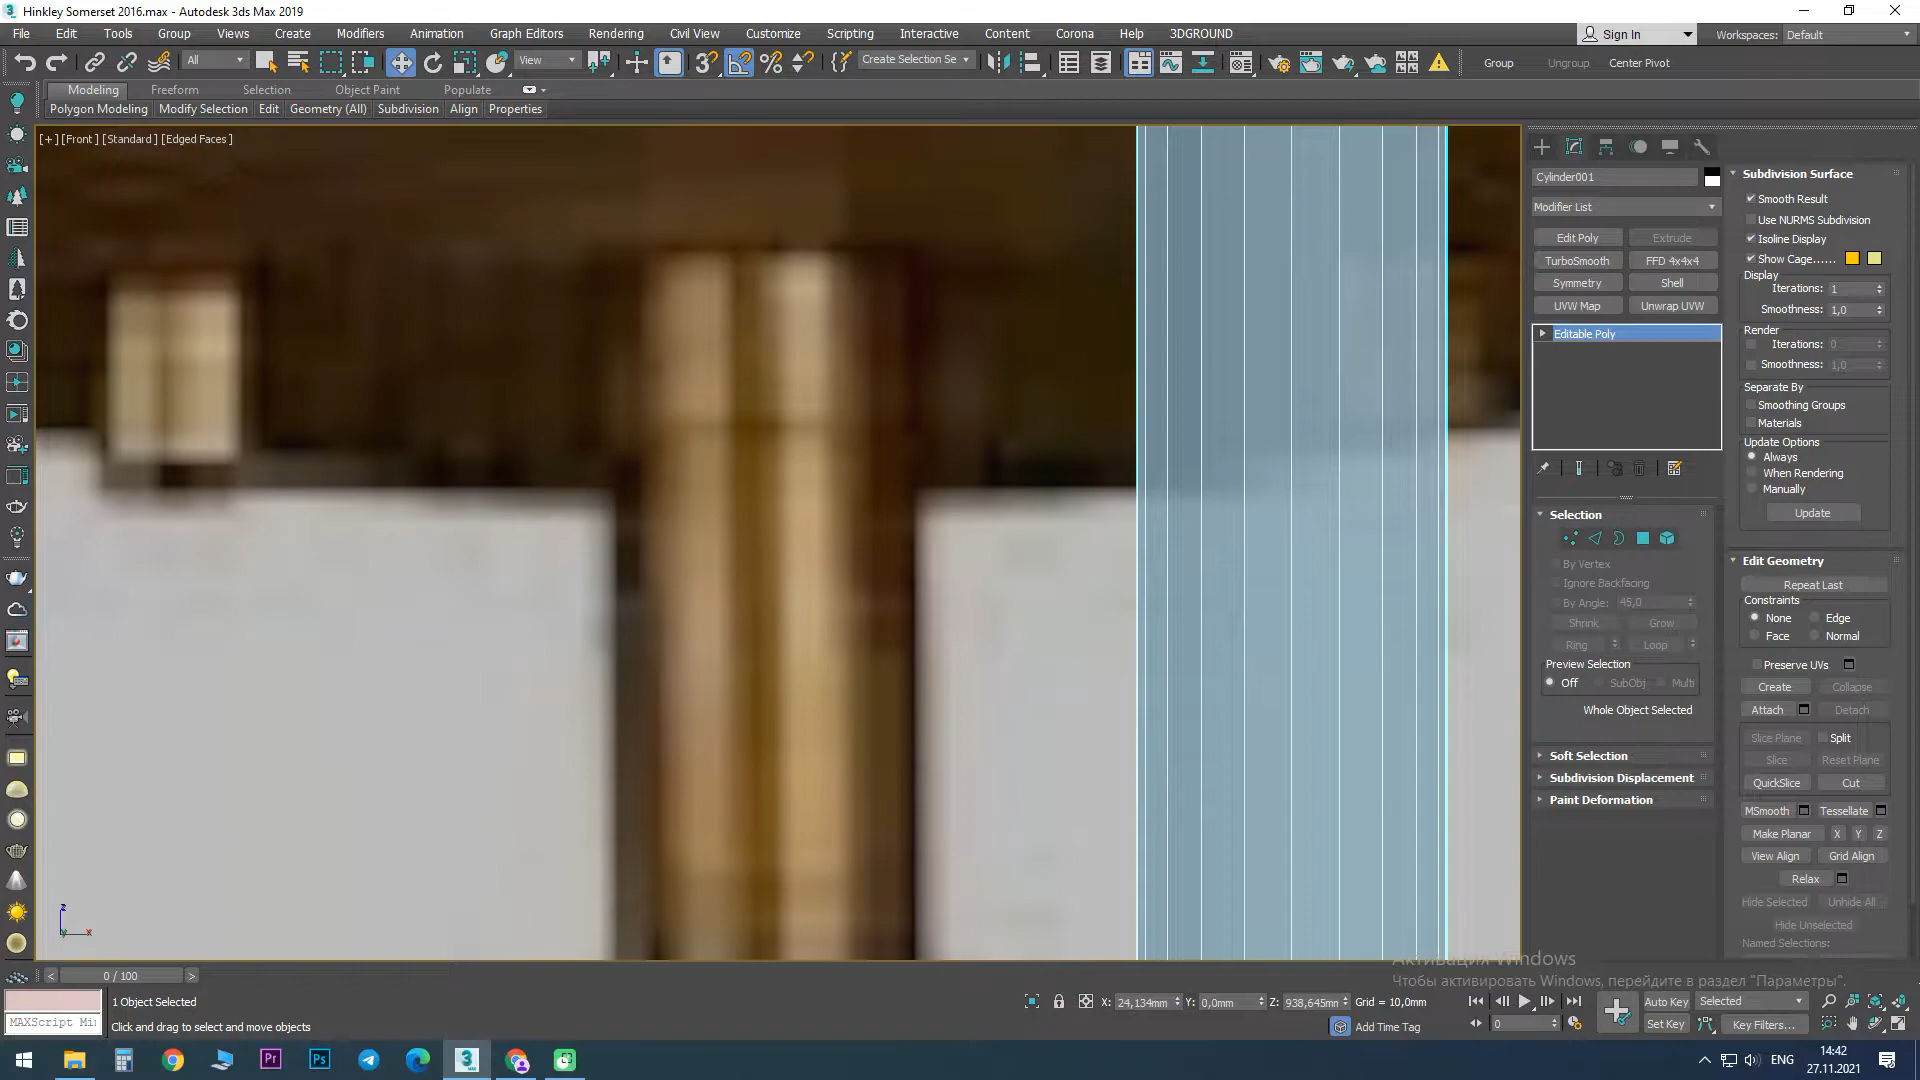 Hinkley Somerset 2016.max - Autodesk 3ds Max 2019
File Edit Tools Group Views Create Modifiers Animation Graph Editors Rendering Civil View Customize Scripting Interactive Content Corona Help 3DGROUND
Sign In
Workspaces: Default
All
View
Create Selection Se
Group Ungroup Center Pivot
Modeling Freeform Selection Object Paint Populate
Polygon Modeling Modify Selection Edit Geometry (All) Subdivision Align Properties
[+] [Front] [Standard] [Edged Faces]
Cylinder001
Modifier List
Edit Poly Extrude
TurboSmooth FFD 4x4x4
Symmetry Shell
UVW Map Unwrap UVW
Editable Poly
Selection
By Vertex
Ignore Backfacing
By Angle: 45,0
Shrink Grow
Ring Loop
Preview Selection
Off SubObj Multi
Whole Object Selected
Soft Selection
Subdivision Displacement
Paint Deformation
Subdivision Surface
Smooth Result
Use NURMS Subdivision
Isoline Display
Show Cage......
Display
Iterations: 1
Smoothness: 1,0
Render
Iterations: 0
Smoothness: 1,0
Separate By
Smoothing Groups
Materials
Update Options
Always
When Rendering
Manually
Update
Edit Geometry
Repeat Last
Constraints
None Edge
Face Normal
Preserve UVs
Create Collapse
Attach Detach
Slice Plane Split
Slice Reset Plane
QuickSlice Cut
MSmooth Tessellate
Make Planar X Y Z
View Align Grid Align
Relax
Hide Selected Unhide All
Hide Unselected
Named Selections:
z
x
Активация Windows
Чтобы активировать Windows, перейдите в раздел "Параметры".
< 0 / 100 >
1 Object Selected
MAXScript Mi
Click and drag to select and move objects
X: 24,134mm Y: 0,0mm Z: 938,645mm Grid = 10,0mm
Add Time Tag
0
Auto Key Selected
Set Key Key Filters...
ENG
14:42
27.11.2021